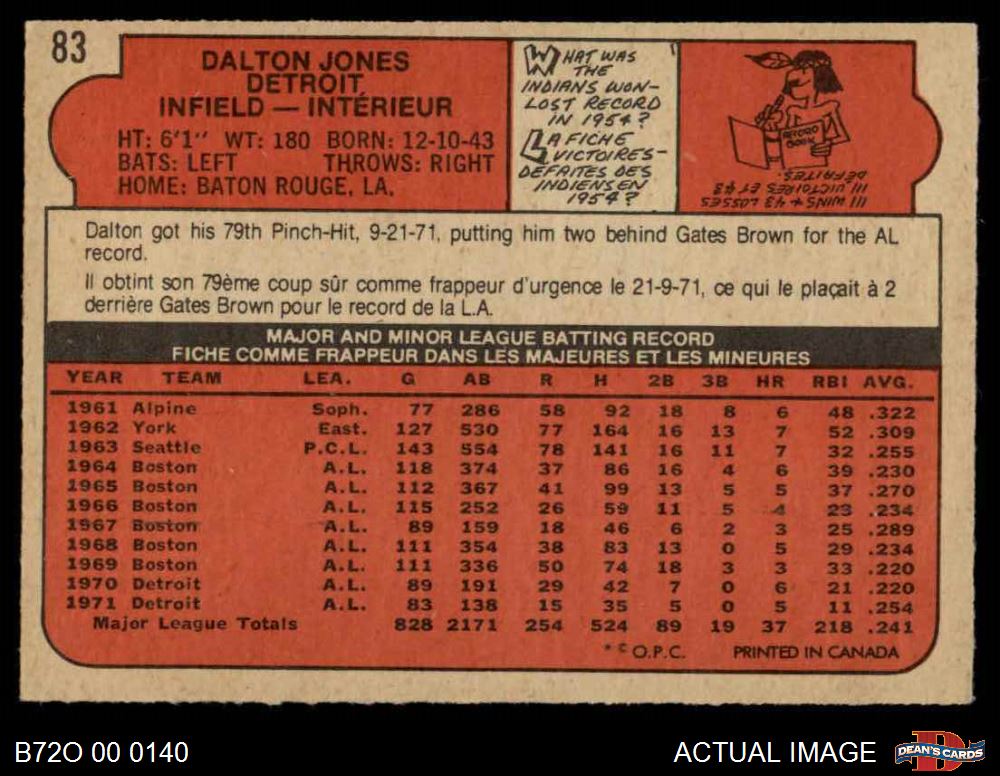 83
DALTON JONES
DETROIT
INFIELD — INTÉRIEUR
HT: 6'1" WT: 180 BORN: 12-10-43
BATS: LEFT THROWS: RIGHT
HOME: BATON ROUGE, LA.
WHAT WAS
THE
INDIANS WON-
LOST RECORD
IN 1954?
LA FICHE
VICTOIRES-
DÉFAITES DES
INDIENS EN
1954?
RECORD
BOOK
111 WINS + 43 LOSSES
111 VICTOIRES ET 43
DÉFAITES.
Dalton got his 79th Pinch-Hit, 9-21-71, putting him two behind Gates Brown for the AL
record.
Il obtint son 79ème coup sûr comme frappeur d'urgence le 21-9-71, ce qui le plaçait à 2
derrière Gates Brown pour le record de la L.A.
MAJOR AND MINOR LEAGUE BATTING RECORD
FICHE COMME FRAPPEUR DANS LES MAJEURES ET LES MINEURES
YEAR TEAM LEA. G AB R H 2B 3B HR RBI AVG.
1961 Alpine Soph. 77 286 58 92 18 8 6 48 .322
1962 York East. 127 530 77 164 16 13 7 52 .309
1963 Seattle P.C.L. 143 554 78 141 16 11 7 32 .255
1964 Boston A.L. 118 374 37 86 16 4 6 39 .230
1965 Boston A.L. 112 367 41 99 13 5 5 37 .270
1966 Boston A.L. 115 252 26 59 11 5 4 23 .234
1967 Boston A.L. 89 159 18 46 6 2 3 25 .289
1968 Boston A.L. 111 354 38 83 13 0 5 29 .234
1969 Boston A.L. 111 336 50 74 18 3 3 33 .220
1970 Detroit A.L. 89 191 29 42 7 0 6 21 .220
1971 Detroit A.L. 83 138 15 35 5 0 5 11 .254
Major League Totals 828 2171 254 524 89 19 37 218 .241
* © O.P.C. PRINTED IN CANADA
B72O 00 0140
ACTUAL IMAGE
DEAN'S CARDS